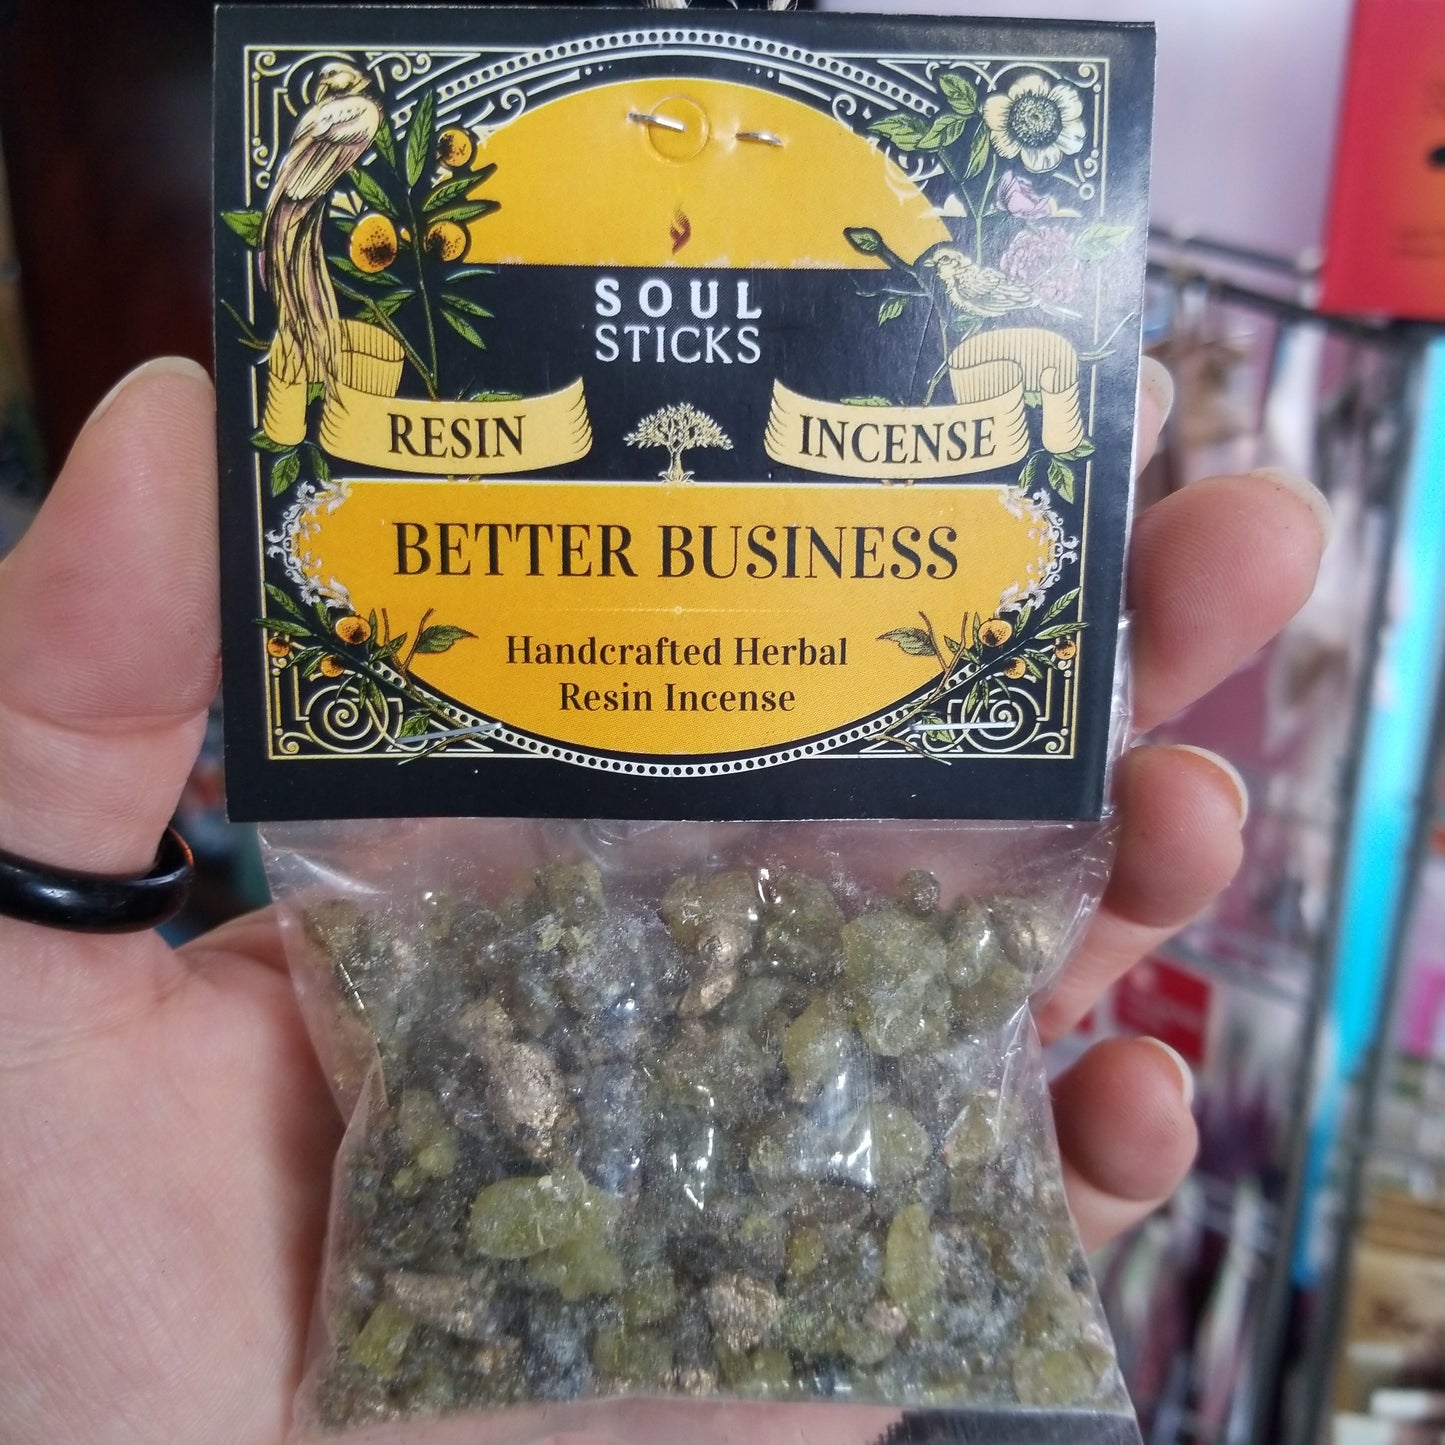 SOUL
STICKS
RESIN INCENSE
BETTER BUSINESS
Handcrafted Herbal
Resin Incense